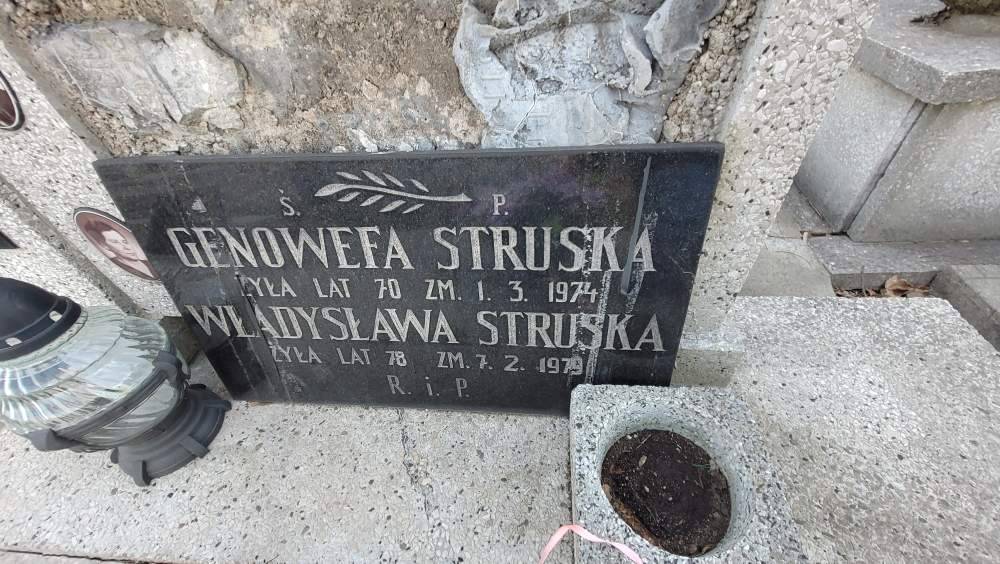 Ś. P.
GENOWEFA STRUSKA
ŻYŁA LAT 70 ZM. 1. 3. 1974
WŁADYSŁAWA STRUSKA
ŻYŁA LAT 78 ZM. 7. 2. 1979
R. i P.